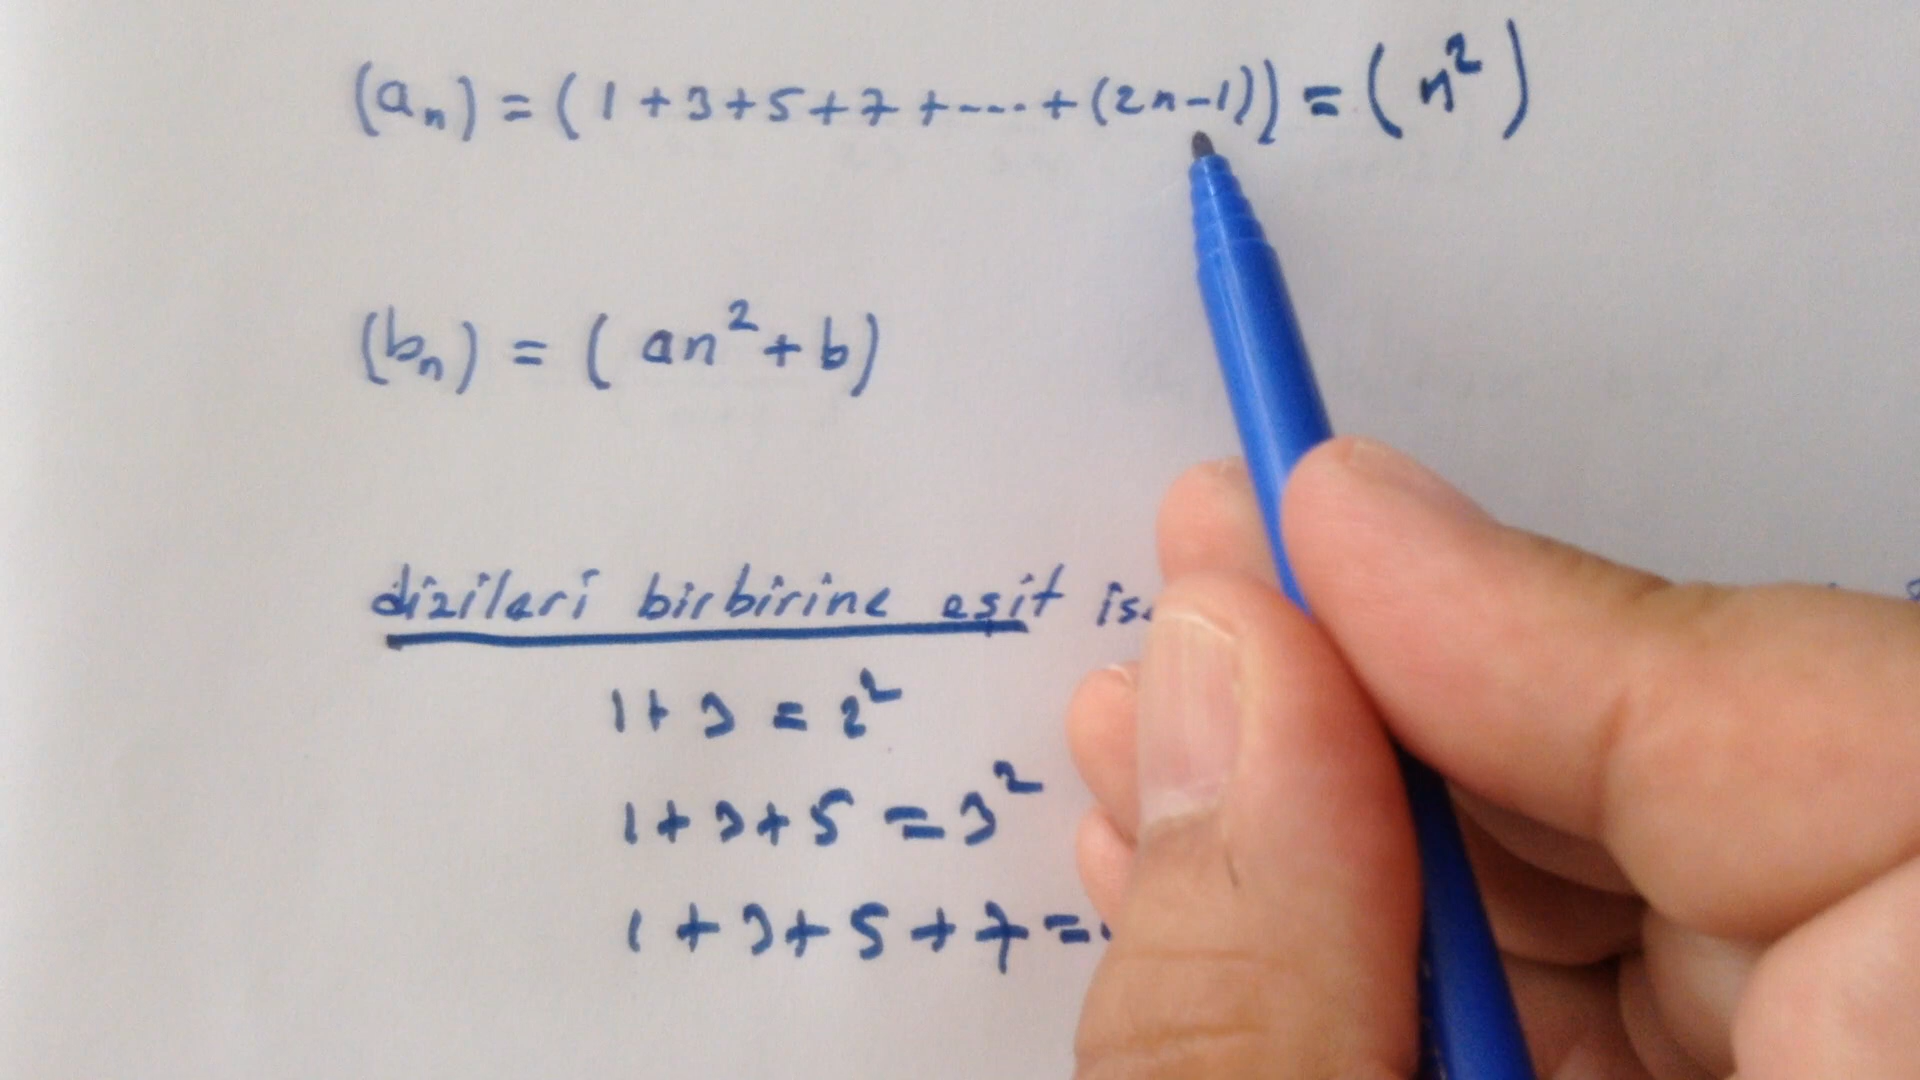 (aₙ) = (1+3+5+7+....+(2n-1)) = (n²)
(bₙ) = (an²+b)
dizileri birbirine eşit
1+3 = 2²
1+3+5 = 3²
1+3+5+7=